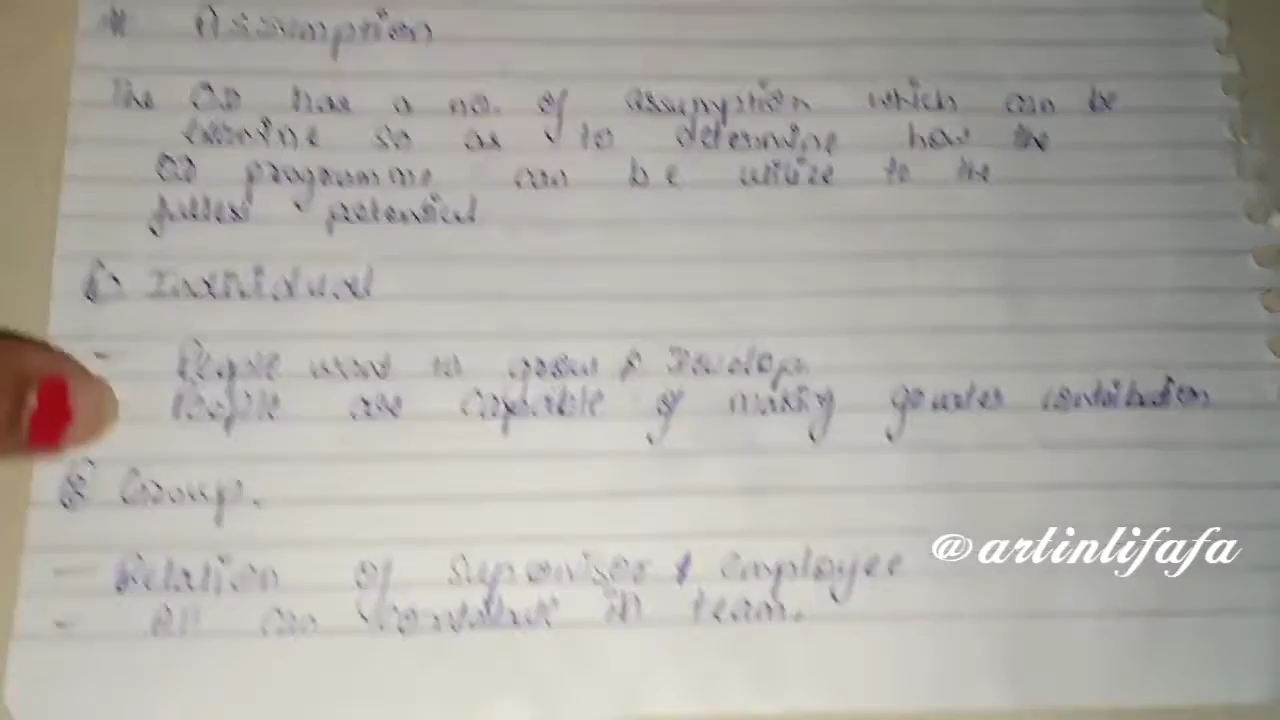 * Assumption
The OD has a no. of assumption which can be
examine so as to determine how the
OD programme can be utilize to the
fullest potential
① Individual
- People want to grow & Develop.
People are capable of making greater contribution
② Group.
- Relation of Supervisor & employee
- All can contribute in team.
@artinlifafa